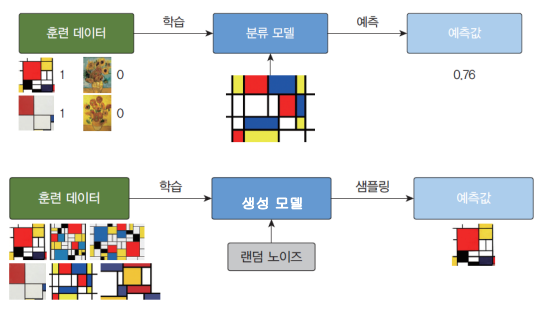 훈련 데이터 학습 분류 모델 예측 예측값
1 0
1 0
0.76
훈련 데이터 학습 생성 모델 샘플링 예측값
랜덤 노이즈